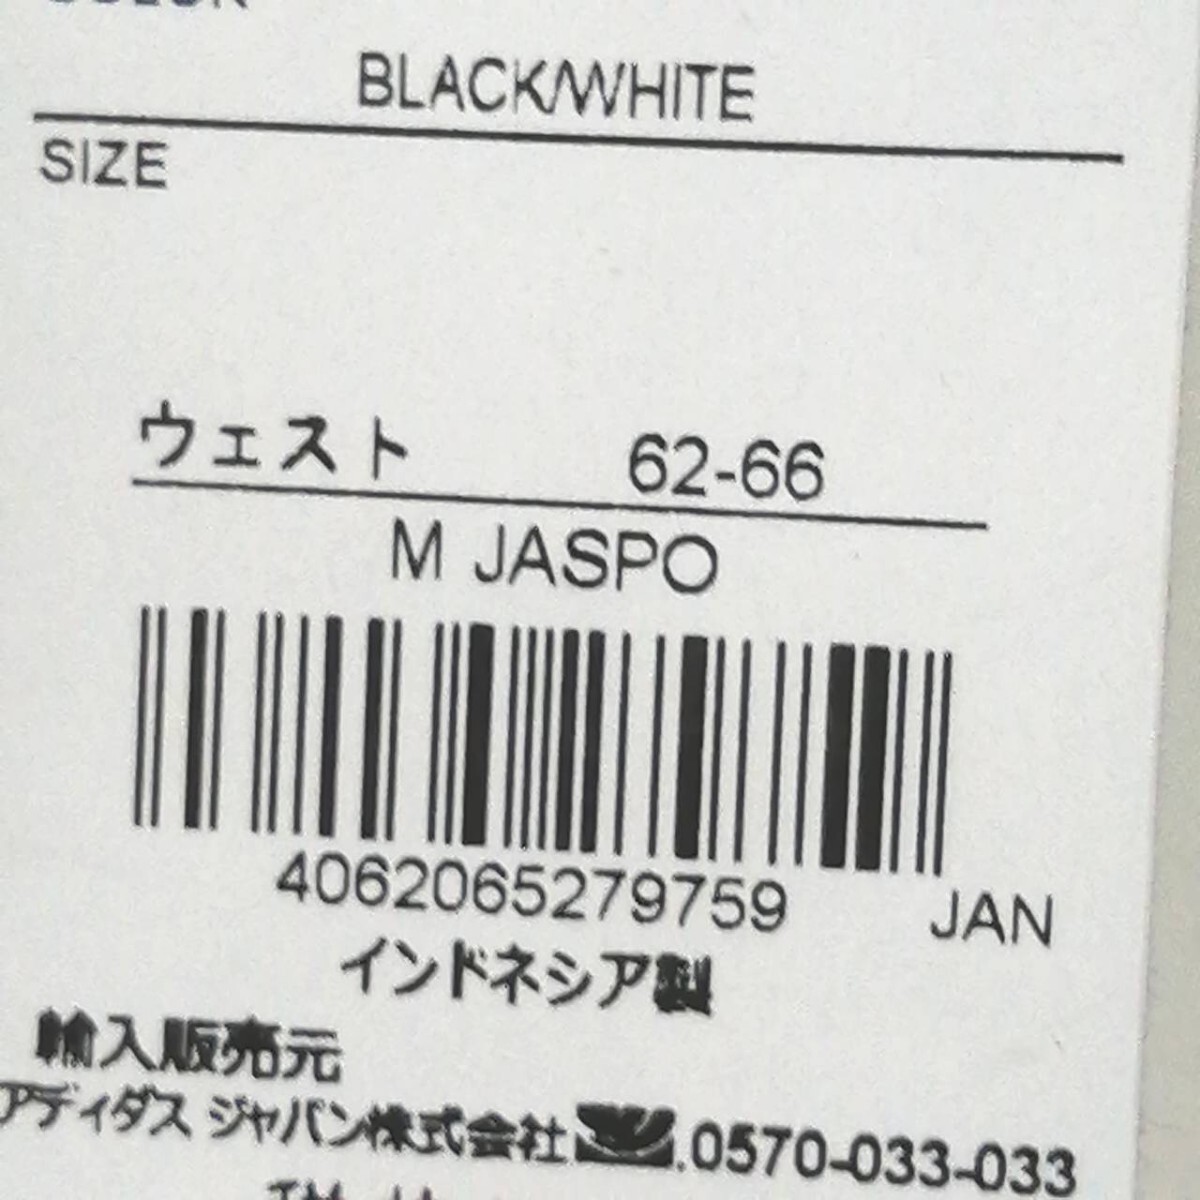 COLOR
BLACK/WHITE
SIZE
ウェスト 62-66
M JASPO
4062065279759 JAN
インドネシア製
輸入販売元
アディダス ジャパン株式会社 0570-033-033